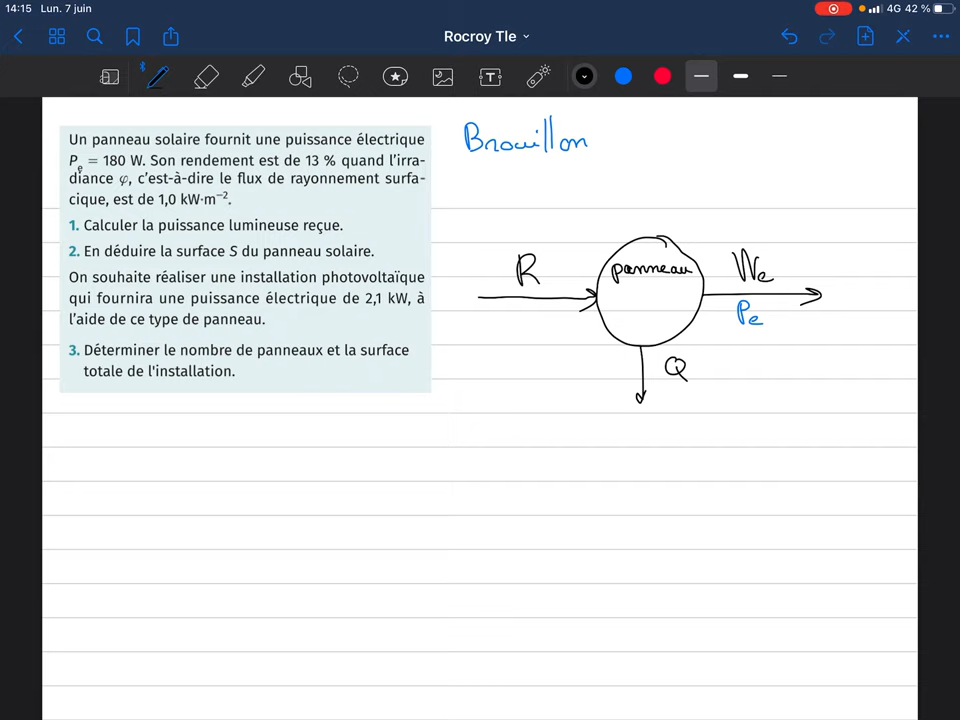 14:15 Lun. 7 juin
4G 42 %
Rocroy Tle
Un panneau solaire fournit une puissance électrique
Pe = 180 W. Son rendement est de 13 % quand l'irra-
diance φ, c'est-à-dire le flux de rayonnement surfa-
cique, est de 1,0 kW·m⁻².
1. Calculer la puissance lumineuse reçue.
2. En déduire la surface S du panneau solaire.
On souhaite réaliser une installation photovoltaïque
qui fournira une puissance électrique de 2,1 kW, à
l'aide de ce type de panneau.
3. Déterminer le nombre de panneaux et la surface
totale de l'installation.
Brouillon
R
panneau
We
Pe
Q